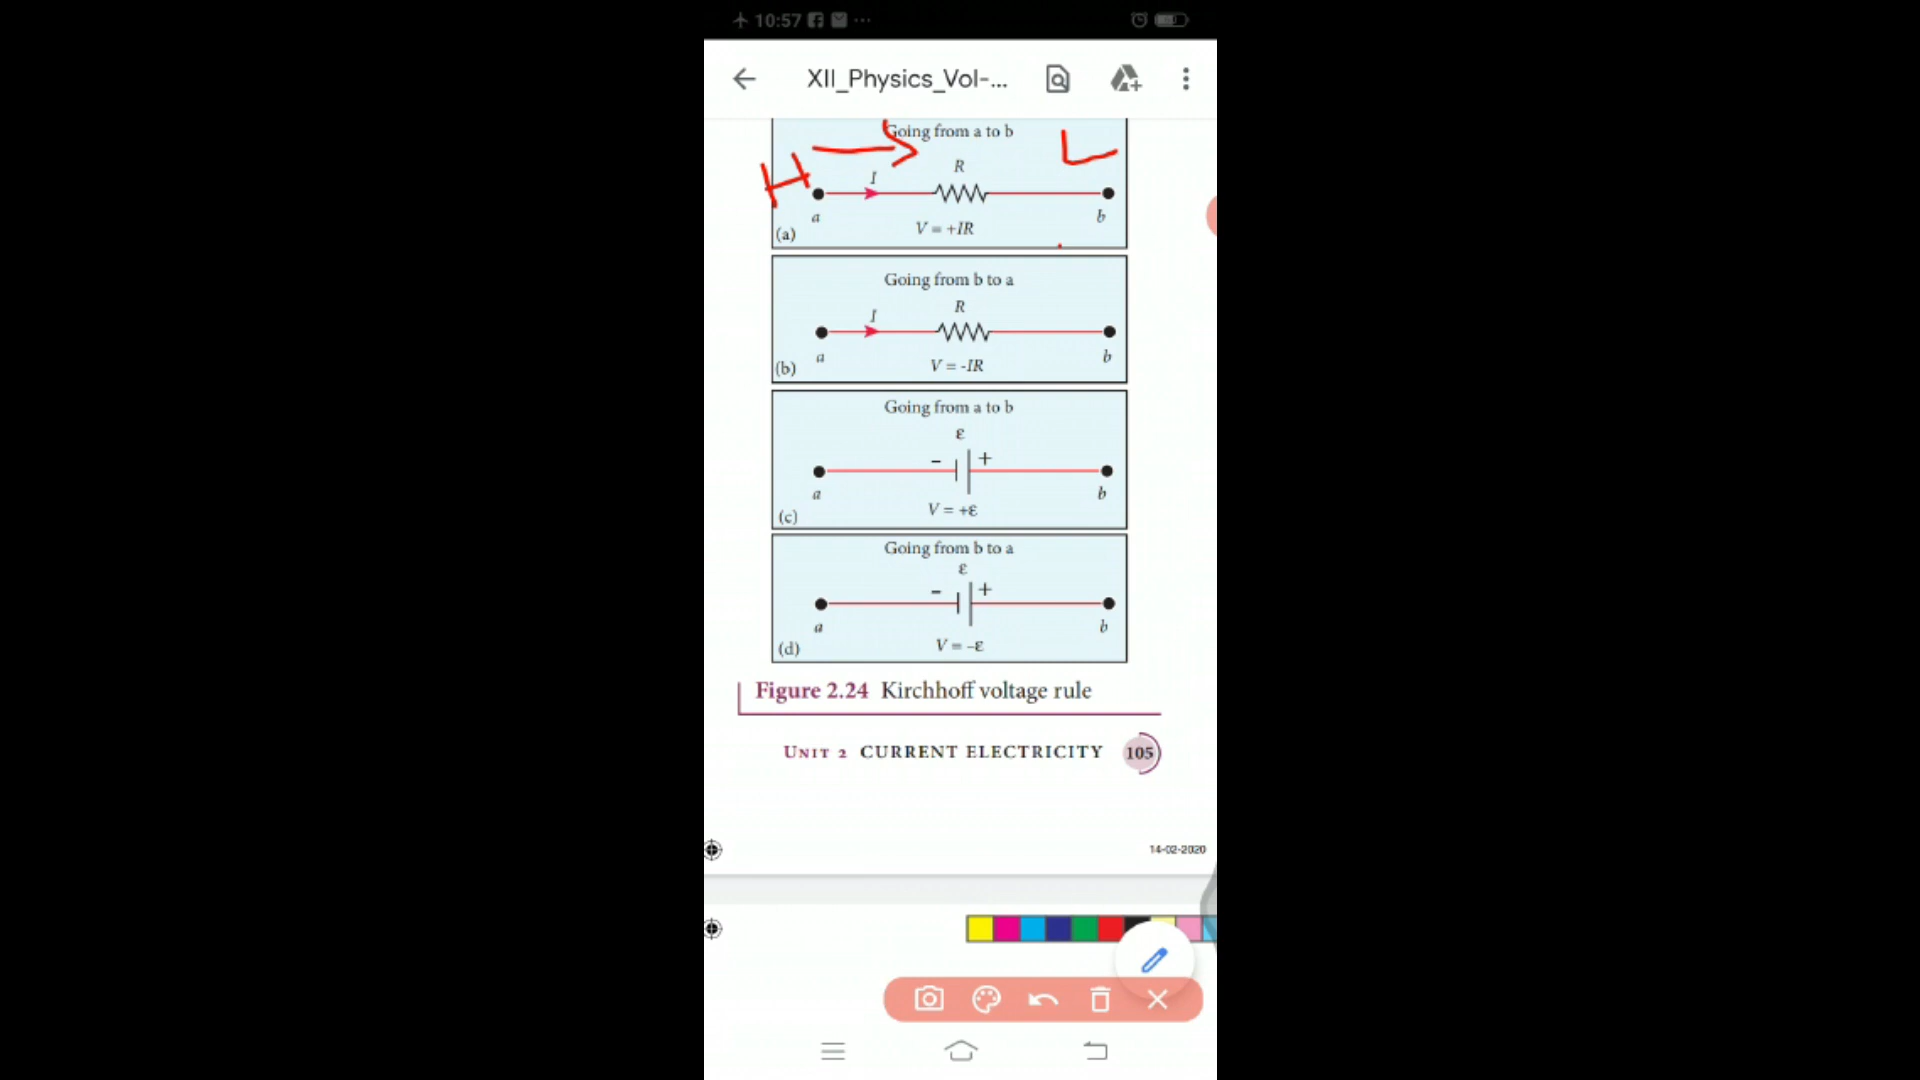 10:57
XII_Physics_Vol-...
Going from a to b
H
L
R
I
a
b
V = +IR
(a)
Going from b to a
R
I
a
b
V = -IR
(b)
Going from a to b
ε
- +
a
b
V = +ε
(c)
Going from b to a
ε
- +
a
b
V = -ε
(d)
Figure 2.24 Kirchhoff voltage rule
UNIT 2 CURRENT ELECTRICITY 105
14-02-2020